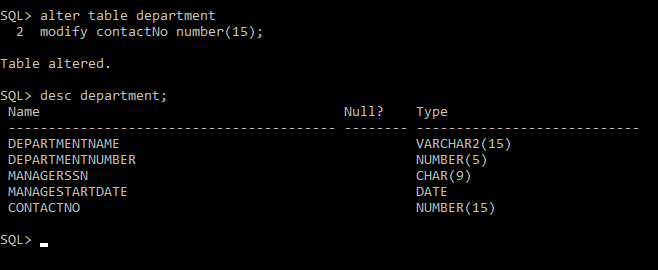 SQL> alter table department
  2  modify contactNo number(15);
Table altered.
SQL> desc department;
 Name                                      Null?    Type
 ----------------------------------------- -------- ----------------------------
 DEPARTMENTNAME                                     VARCHAR2(15)
 DEPARTMENTNUMBER                                   NUMBER(5)
 MANAGERSSN                                         CHAR(9)
 MANAGESTARTDATE                                    DATE
 CONTACTNO                                          NUMBER(15)
SQL> _